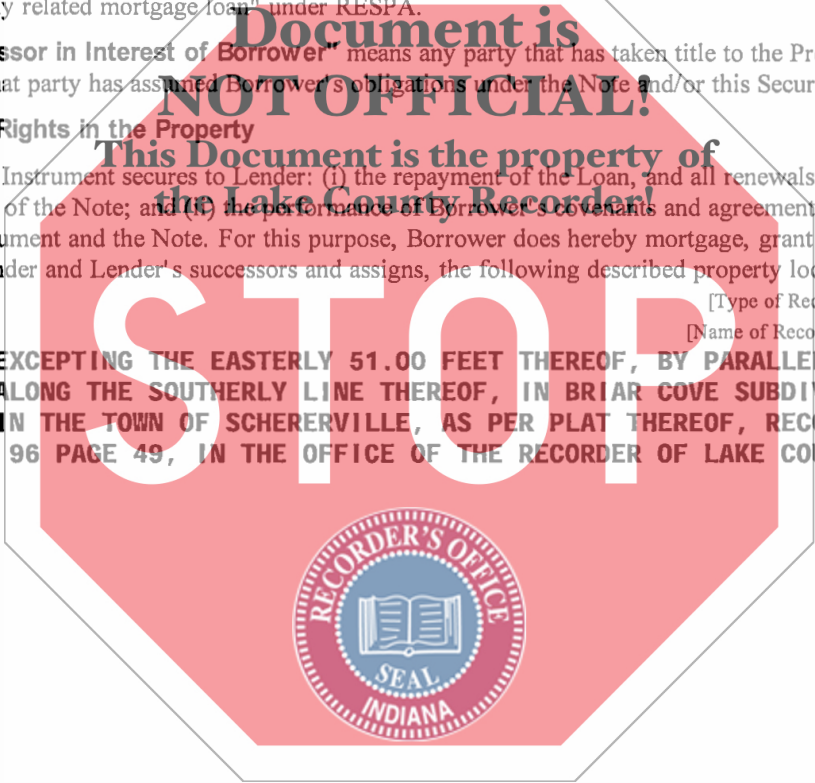 y related mortgage loan" under RESPA.
Document is
ssor in Interest of Borrower" means any party that has taken title to the Pr
at party has assumed Borrower's obligations under the Note and/or this Secur
NOT OFFICIAL!
Rights in the Property
This Document is the property of
Instrument secures to Lender: (i) the repayment of the Loan, and all renewals
the Lake County Recorder!
of the Note; and (ii) the performance of Borrower's covenants and agreement
ument and the Note. For this purpose, Borrower does hereby mortgage, grant
der and Lender's successors and assigns, the following described property loc
[Type of Rec
[Name of Reco
EXCEPTING THE EASTERLY 51.00 FEET THEREOF, BY PARALLE
ALONG THE SOUTHERLY LINE THEREOF, IN BRIAR COVE SUBDI
IN THE TOWN OF SCHERERVILLE, AS PER PLAT THEREOF, REC
96 PAGE 49, IN THE OFFICE OF THE RECORDER OF LAKE COU
STOP
RECORDER'S OFFICE
SEAL
INDIANA